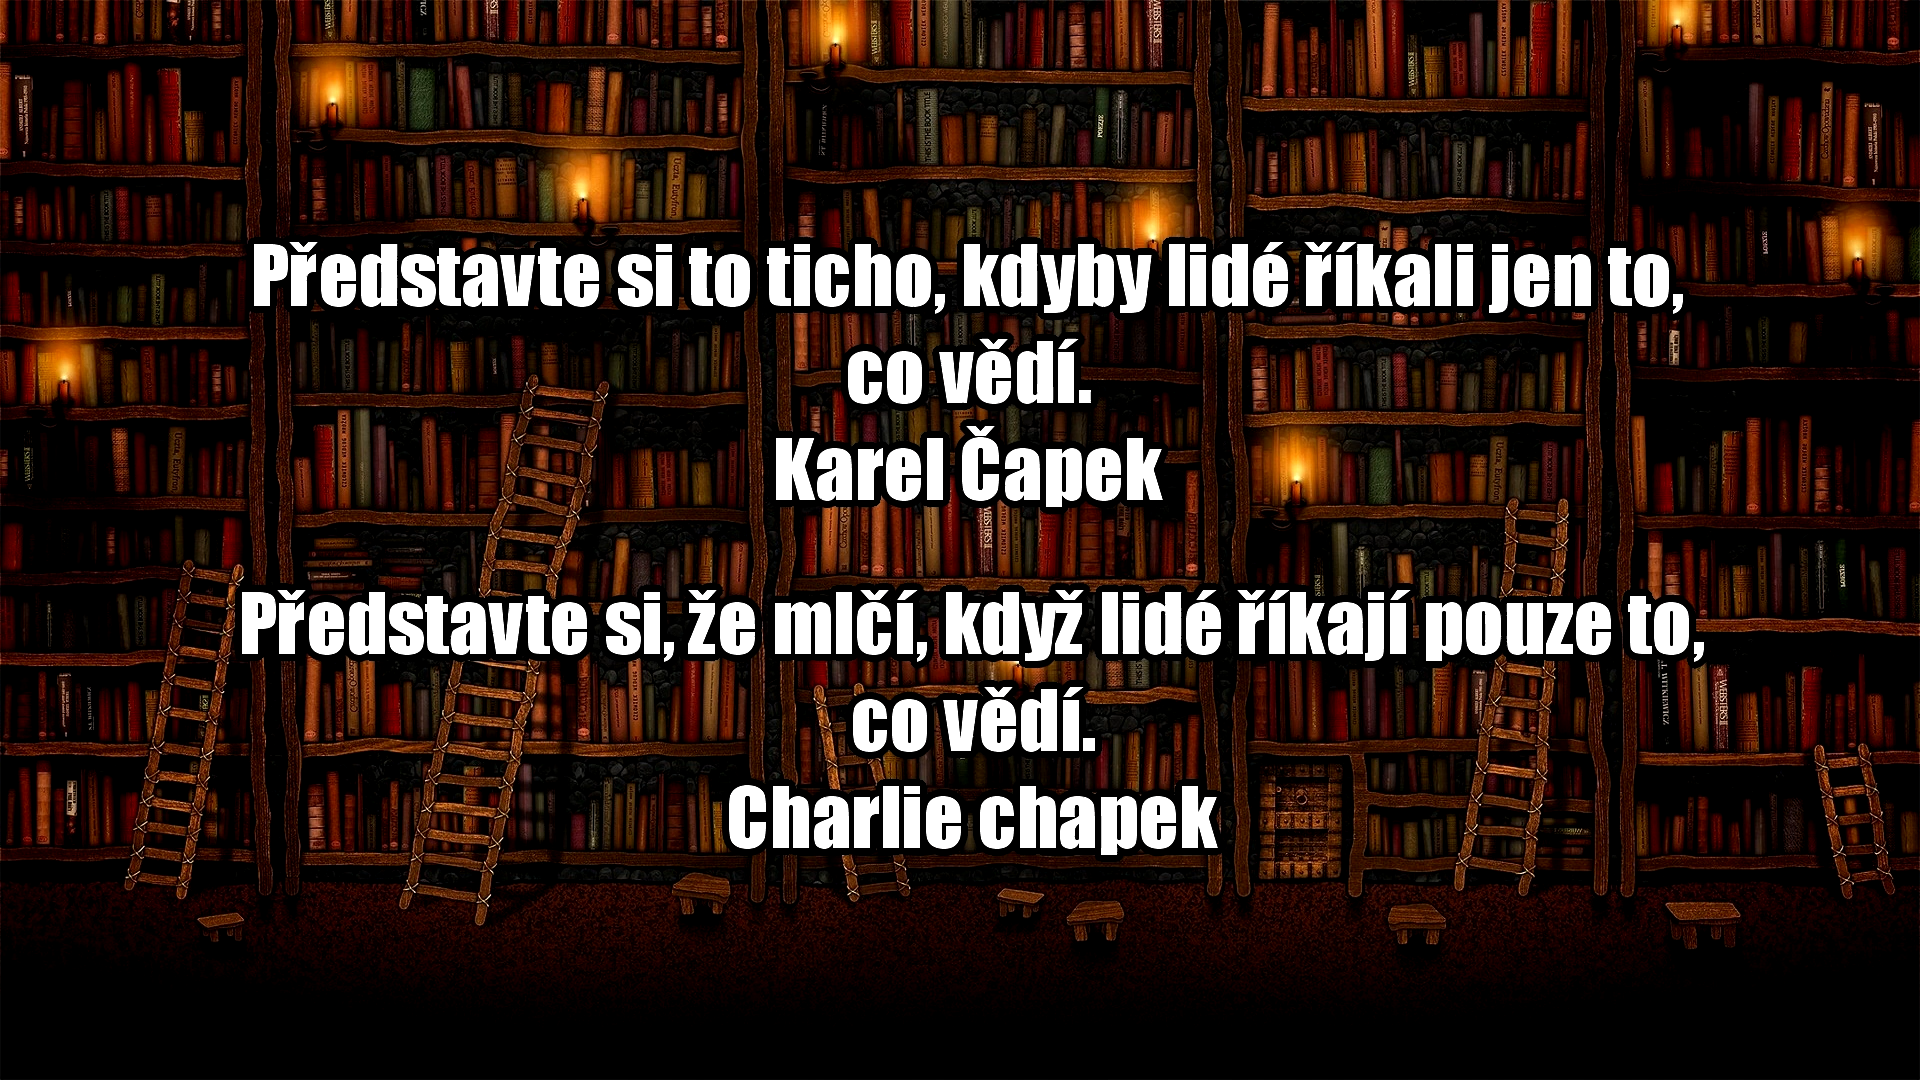 Představte si to ticho, kdyby lidé říkali jen to,
co vědí.
Karel Čapek
Představte si, že mlčí, když lidé říkají pouze to,
co vědí.
Charlie chapek